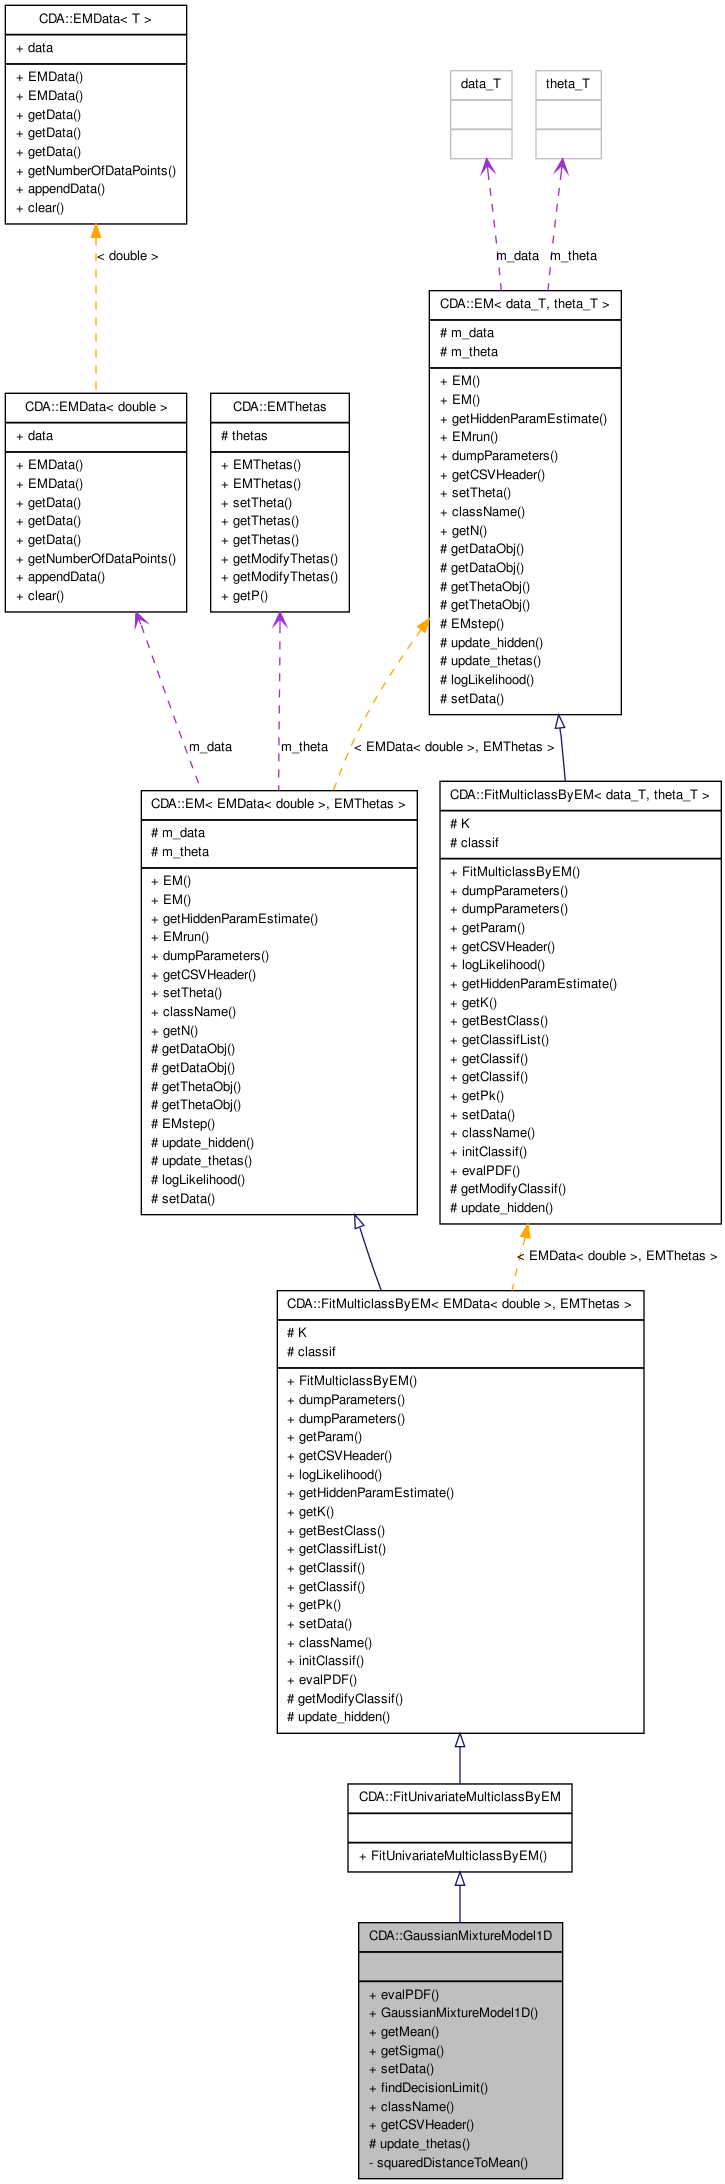 CDA::EMData< T >
+ data
+ EMData()
+ EMData()
+ getData()
+ getData()
+ getData()
+ getNumberOfDataPoints()
+ appendData()
+ clear()
data_T
theta_T
< double >
m_data
m_theta
CDA::EM< data_T, theta_T >
# m_data
# m_theta
+ EM()
+ EM()
+ getHiddenParamEstimate()
+ EMrun()
+ dumpParameters()
+ getCSVHeader()
+ setTheta()
+ className()
+ getN()
# getDataObj()
# getDataObj()
# getThetaObj()
# getThetaObj()
# EMstep()
# update_hidden()
# update_thetas()
# logLikelihood()
# setData()
CDA::EMData< double >
+ data
+ EMData()
+ EMData()
+ getData()
+ getData()
+ getData()
+ getNumberOfDataPoints()
+ appendData()
+ clear()
CDA::EMThetas
# thetas
+ EMThetas()
+ EMThetas()
+ setTheta()
+ getThetas()
+ getThetas()
+ getModifyThetas()
+ getModifyThetas()
+ getP()
m_data
m_theta
< EMData< double >, EMThetas >
CDA::EM< EMData< double >, EMThetas >
# m_data
# m_theta
+ EM()
+ EM()
+ getHiddenParamEstimate()
+ EMrun()
+ dumpParameters()
+ getCSVHeader()
+ setTheta()
+ className()
+ getN()
# getDataObj()
# getDataObj()
# getThetaObj()
# getThetaObj()
# EMstep()
# update_hidden()
# update_thetas()
# logLikelihood()
# setData()
CDA::FitMulticlassByEM< data_T, theta_T >
# K
# classif
+ FitMulticlassByEM()
+ dumpParameters()
+ dumpParameters()
+ getParam()
+ getCSVHeader()
+ logLikelihood()
+ getHiddenParamEstimate()
+ getK()
+ getBestClass()
+ getClassifList()
+ getClassif()
+ getClassif()
+ getPk()
+ setData()
+ className()
+ initClassif()
+ evalPDF()
# getModifyClassif()
# update_hidden()
< EMData< double >, EMThetas >
CDA::FitMulticlassByEM< EMData< double >, EMThetas >
# K
# classif
+ FitMulticlassByEM()
+ dumpParameters()
+ dumpParameters()
+ getParam()
+ getCSVHeader()
+ logLikelihood()
+ getHiddenParamEstimate()
+ getK()
+ getBestClass()
+ getClassifList()
+ getClassif()
+ getClassif()
+ getPk()
+ setData()
+ className()
+ initClassif()
+ evalPDF()
# getModifyClassif()
# update_hidden()
CDA::FitUnivariateMulticlassByEM
+ FitUnivariateMulticlassByEM()
CDA::GaussianMixtureModel1D
+ evalPDF()
+ GaussianMixtureModel1D()
+ getMean()
+ getSigma()
+ setData()
+ findDecisionLimit()
+ className()
+ getCSVHeader()
# update_thetas()
- squaredDistanceToMean()